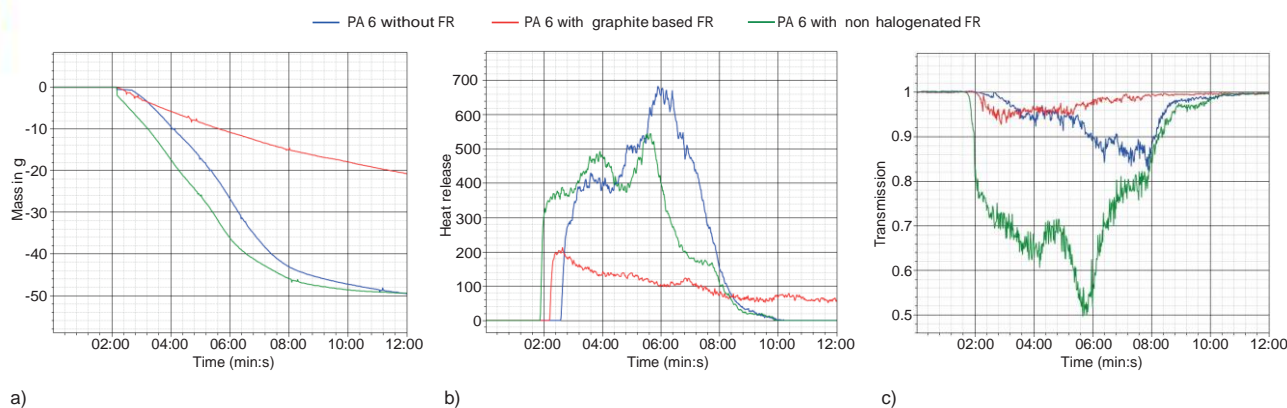 PA 6 without FR PA 6 with graphite based FR PA 6 with non halogenated FR
Mass in g
0
-10
-20
-30
-40
-50
02:00 04:00 06:00 08:00 10:00 12:00
Time (min:s)
a)
Heat release
700
600
500
400
300
200
100
0
02:00 04:00 06:00 08:00 10:00 12:00
Time (min:s)
b)
Transmission
1
0.9
0.8
0.7
0.6
0.5
02:00 04:00 06:00 08:00 10:00 12:00
Time (min:s)
c)